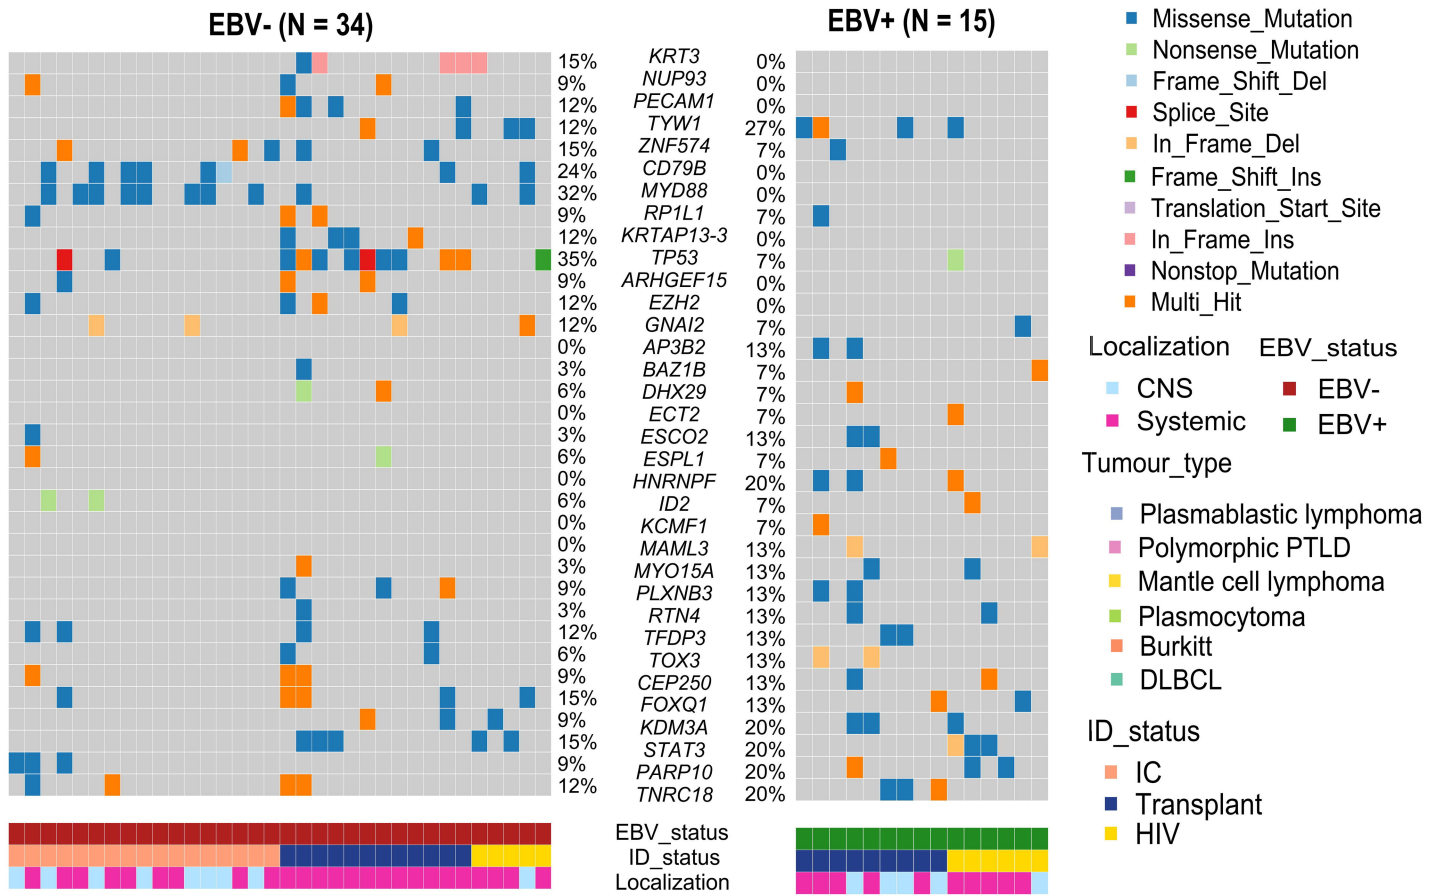 EBV- (N = 34)
EBV+ (N = 15)
15% KRT3 0%
9% NUP93 0%
12% PECAM1 0%
12% TYW1 27%
15% ZNF574 7%
24% CD79B 0%
32% MYD88 0%
9% RP1L1 7%
12% KRTAP13-3 0%
35% TP53 7%
9% ARHGEF15 0%
12% EZH2 0%
12% GNAI2 7%
0% AP3B2 13%
3% BAZ1B 7%
6% DHX29 7%
0% ECT2 7%
3% ESCO2 13%
6% ESPL1 7%
0% HNRNPF 20%
6% ID2 7%
0% KCMF1 7%
0% MAML3 13%
3% MYO15A 13%
9% PLXNB3 13%
3% RTN4 13%
12% TFDP3 13%
6% TOX3 13%
9% CEP250 13%
15% FOXQ1 13%
9% KDM3A 20%
15% STAT3 20%
9% PARP10 20%
12% TNRC18 20%
EBV_status
ID_status
Localization
Missense_Mutation
Nonsense_Mutation
Frame_Shift_Del
Splice_Site
In_Frame_Del
Frame_Shift_Ins
Translation_Start_Site
In_Frame_Ins
Nonstop_Mutation
Multi_Hit
Localization EBV_status
CNS EBV-
Systemic EBV+
Tumour_type
Plasmablastic lymphoma
Polymorphic PTLD
Mantle cell lymphoma
Plasmocytoma
Burkitt
DLBCL
ID_status
IC
Transplant
HIV